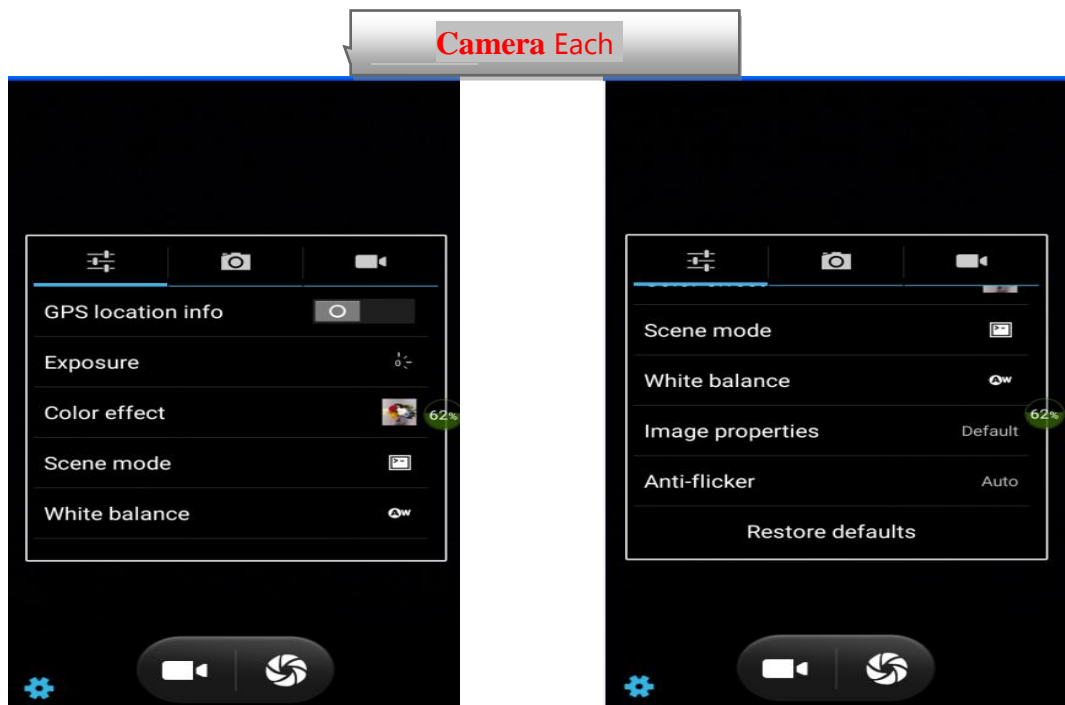 Camera Each
GPS location info
Exposure
Color effect
62%
Scene mode
White balance
Scene mode
White balance
62%
Image properties Default
Anti-flicker Auto
Restore defaults